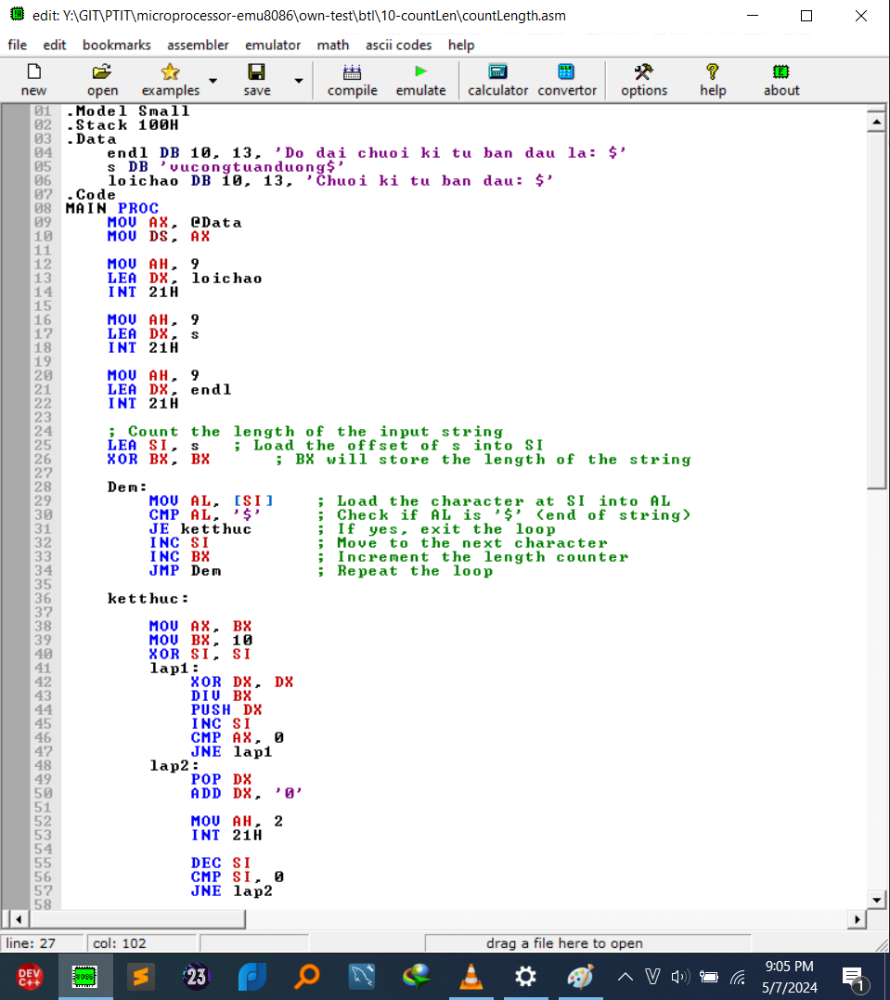 edit: Y:\GIT\PTIT\microprocessor-emu8086\own-test\btl\10-countLen\countLength.asm
file edit bookmarks assembler emulator math ascii codes help
new open examples save compile emulate calculator convertor options help about
01 .Model Small
02 .Stack 100H
03 .Data
04 endl DB 10, 13, 'Do dai chuoi ki tu ban dau la: $'
05 s DB 'vucongtuanduong$'
06 loichao DB 10, 13, 'Chuoi ki tu ban dau: $'
07 .Code
08 MAIN PROC
09 MOV AX, @Data
10 MOV DS, AX
11
12 MOV AH, 9
13 LEA DX, loichao
14 INT 21H
15
16 MOV AH, 9
17 LEA DX, s
18 INT 21H
19
20 MOV AH, 9
21 LEA DX, endl
22 INT 21H
23
24 ; Count the length of the input string
25 LEA SI, s ; Load the offset of s into SI
26 XOR BX, BX ; BX will store the length of the string
27
28 Dem:
29 MOV AL, [SI] ; Load the character at SI into AL
30 CMP AL, '$' ; Check if AL is '$' (end of string)
31 JE ketthuc ; If yes, exit the loop
32 INC SI ; Move to the next character
33 INC BX ; Increment the length counter
34 JMP Dem ; Repeat the loop
35
36 ketthuc:
37
38 MOV AX, BX
39 MOV BX, 10
40 XOR SI, SI
41 lap1:
42 XOR DX, DX
43 DIV BX
44 PUSH DX
45 INC SI
46 CMP AX, 0
47 JNE lap1
48 lap2:
49 POP DX
50 ADD DX, '0'
51
52 MOV AH, 2
53 INT 21H
54
55 DEC SI
56 CMP SI, 0
57 JNE lap2
58
line: 27 col: 102 drag a file here to open
DEV C++ 8086 23 V 9:05 PM
5/7/2024 1